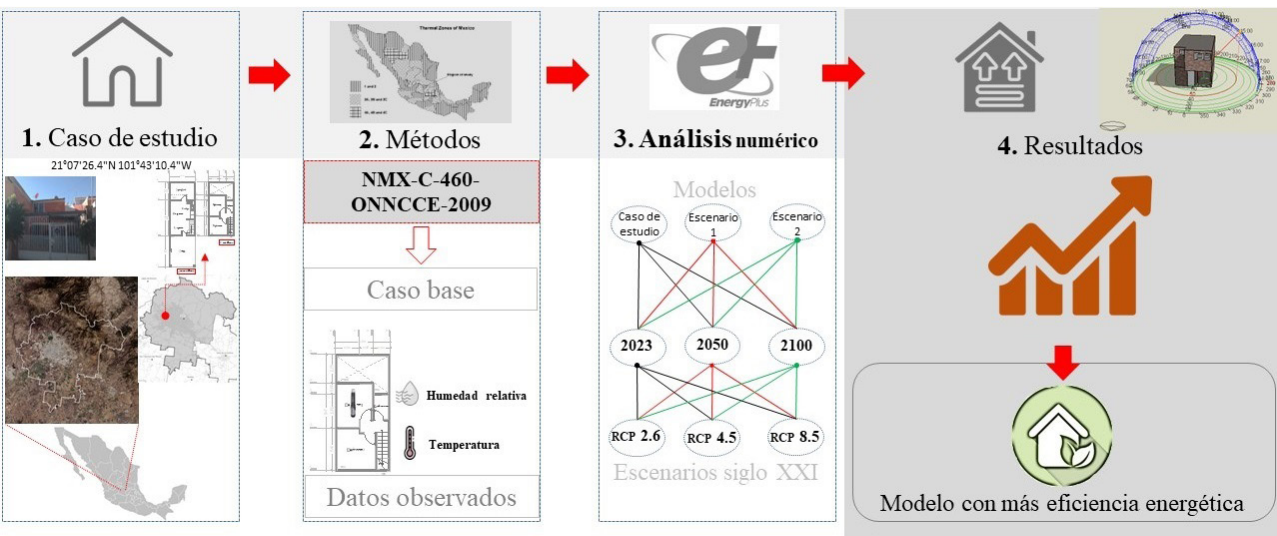 1. Caso de estudio
21°07'26.4"N 101°43'10.4"W
Thermal Zones of Mexico
2. Métodos
NMX-C-460-
ONNCCE-2009
Caso base
Humedad relativa
Temperatura
Datos observados
EnergyPlus
3. Análisis numérico
Modelos
Caso de
estudio
Escenario
1
Escenario
2
2023
2050
2100
RCP 2.6
RCP 4.5
RCP 8.5
Escenarios siglo XXI
4. Resultados
Modelo con más eficiencia energética